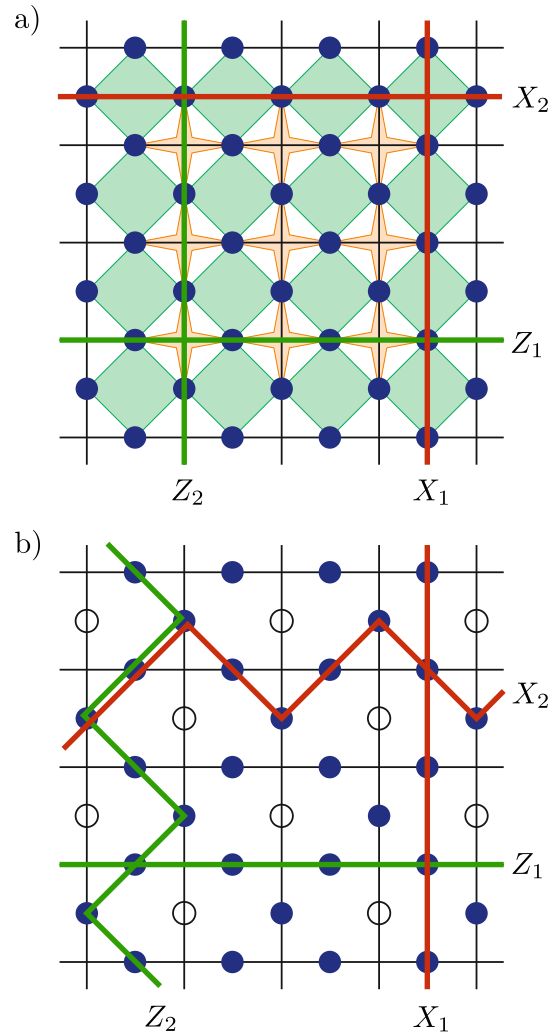 a)
X₂
Z₁
Z₂ X₁
b)
X₂
Z₁
Z₂ X₁